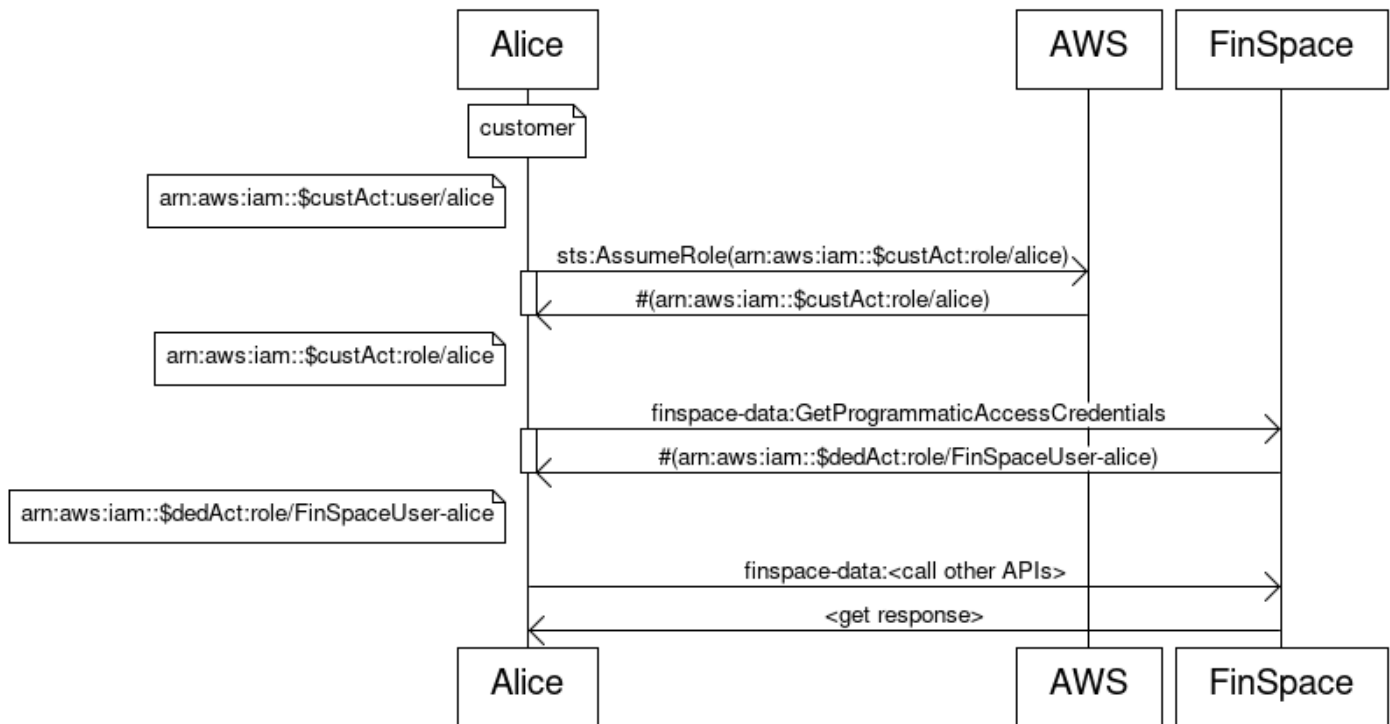 Alice
AWS
FinSpace
customer
arn:aws:iam::$custAct:user/alice
sts:AssumeRole(arn:aws:iam::$custAct:role/alice)
#(arn:aws:iam::$custAct:role/alice)
arn:aws:iam::$custAct:role/alice
finspace-data:GetProgrammaticAccessCredentials
#(arn:aws:iam::$dedAct:role/FinSpaceUser-alice)
arn:aws:iam::$dedAct:role/FinSpaceUser-alice
finspace-data:<call other APIs>
<get response>
Alice
AWS
FinSpace